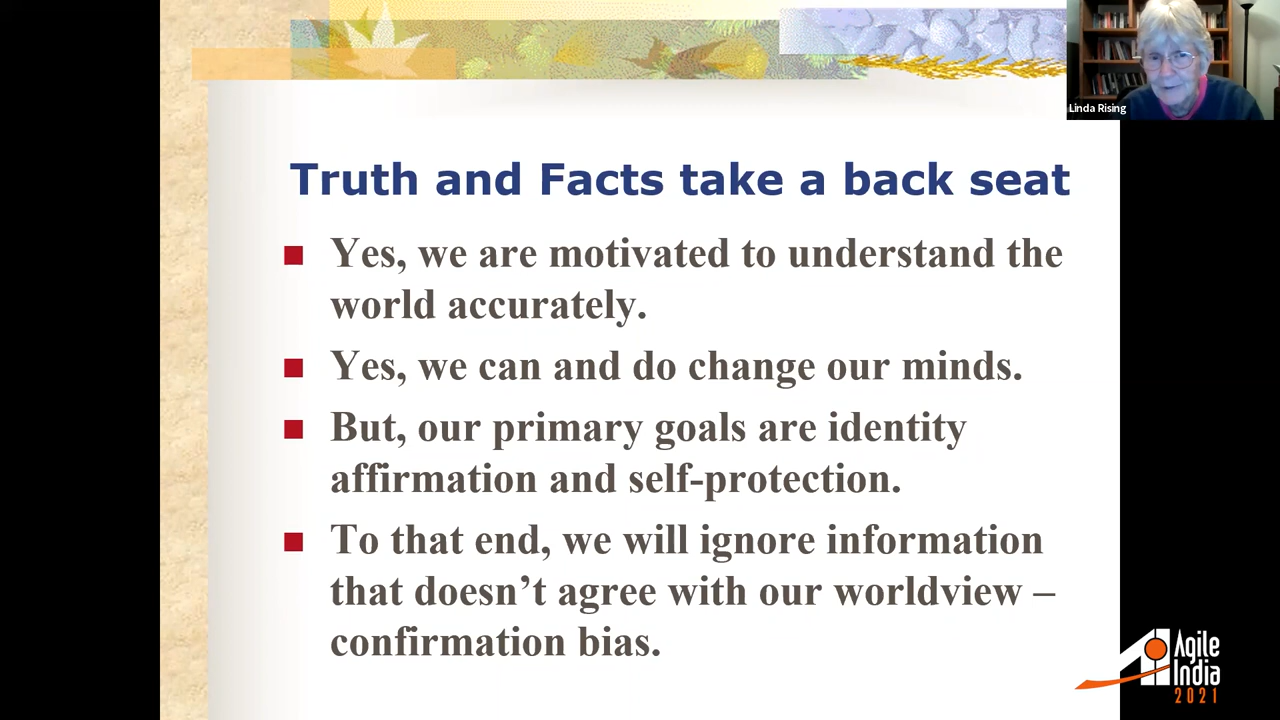 Linda Rising
Truth and Facts take a back seat
Yes, we are motivated to understand the
world accurately.
Yes, we can and do change our minds.
But, our primary goals are identity
affirmation and self-protection.
To that end, we will ignore information
that doesn’t agree with our worldview –
confirmation bias.
Agile
India
2021